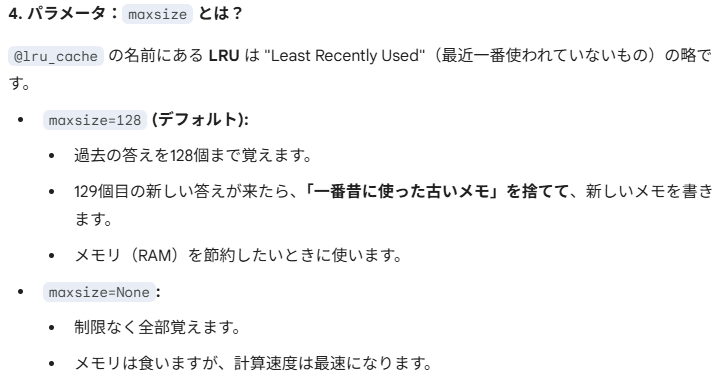 4. パラメータ：maxsize とは？
@lru_cache の名前にある LRU は "Least Recently Used"（最近一番使われていないもの）の略で
す。
• maxsize=128 (デフォルト):
• 過去の答えを128個まで覚えます。
• 129個目の新しい答えが来たら、「一番昔に使った古いメモ」を捨てて、新しいメモを書き
ます。
• メモリ（RAM）を節約したいときに使います。
• maxsize=None:
• 制限なく全部覚えます。
• メモリは食いますが、計算速度は最速になります。